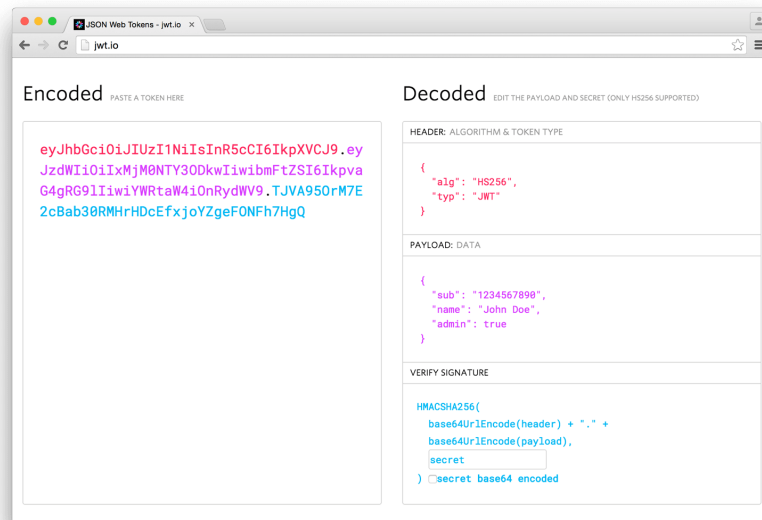 JSON Web Tokens - jwt.io
jwt.io
Encoded PASTE A TOKEN HERE
eyJhbGciOiJIUzI1NiIsInR5cCI6IkpXVCJ9.ey
JzdWIiOiIxMjM0NTY3ODkwIiwibmFtZSI6Ikpva
G4gRG9lIiwiYWRtaW4iOnRydWV9.TJVA95OrM7E
2cBab30RMHrHDcEfxjoYZgeFONFh7HgQ
Decoded EDIT THE PAYLOAD AND SECRET (ONLY HS256 SUPPORTED)
HEADER: ALGORITHM & TOKEN TYPE
{
"alg": "HS256",
"typ": "JWT"
}
PAYLOAD: DATA
{
"sub": "1234567890",
"name": "John Doe",
"admin": true
}
VERIFY SIGNATURE
HMACSHA256(
base64UrlEncode(header) + "." +
base64UrlEncode(payload),
secret
) secret base64 encoded